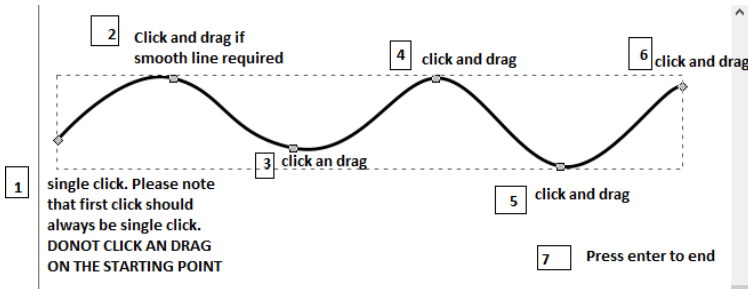 2
Click and drag if
smooth line required
4
click and drag
6
click and drag
3
click an drag
1
single click. Please note
that first click should
always be single click.
DONOT CLICK AN DRAG
ON THE STARTING POINT
5
click and drag
7
Press enter to end